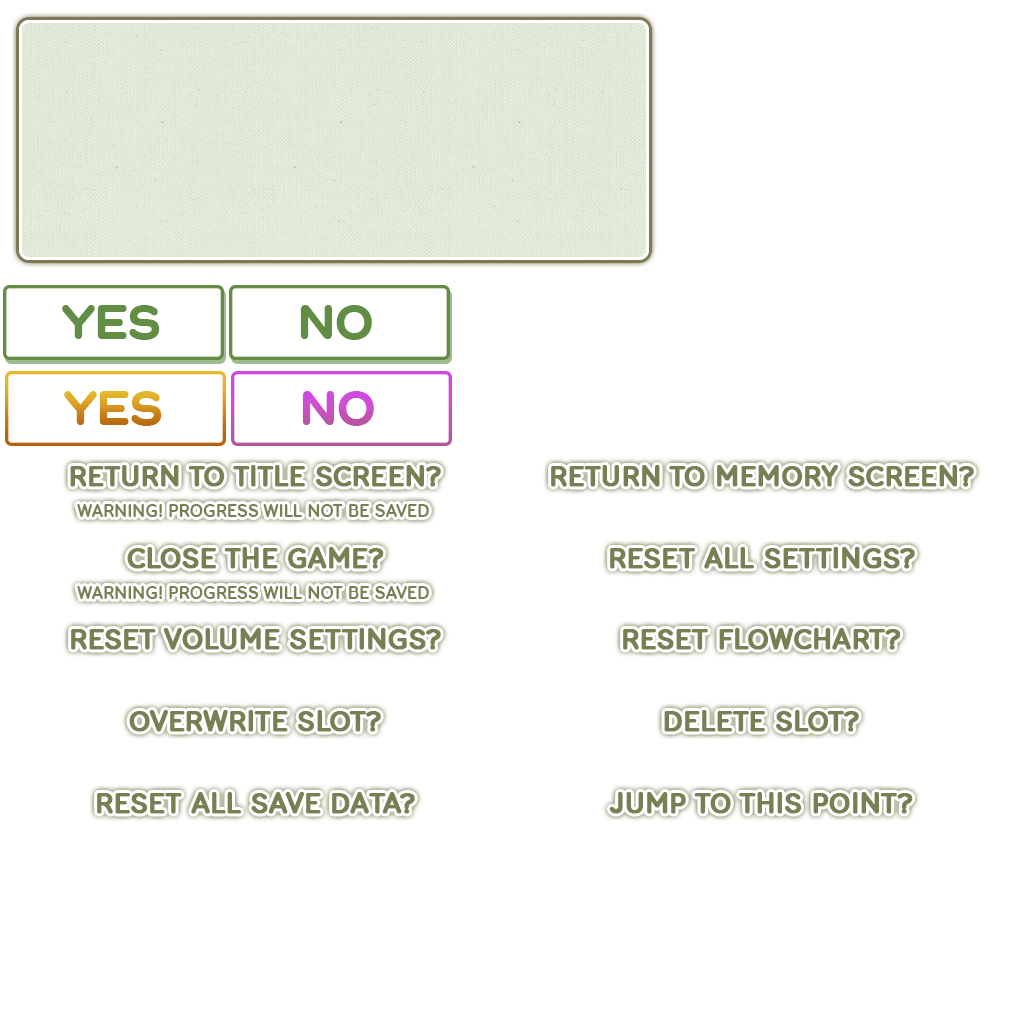 YES NO
YES NO
RETURN TO TITLE SCREEN? RETURN TO MEMORY SCREEN?
WARNING! PROGRESS WILL NOT BE SAVED
CLOSE THE GAME? RESET ALL SETTINGS?
WARNING! PROGRESS WILL NOT BE SAVED
RESET VOLUME SETTINGS? RESET FLOWCHART?
OVERWRITE SLOT? DELETE SLOT?
RESET ALL SAVE DATA? JUMP TO THIS POINT?